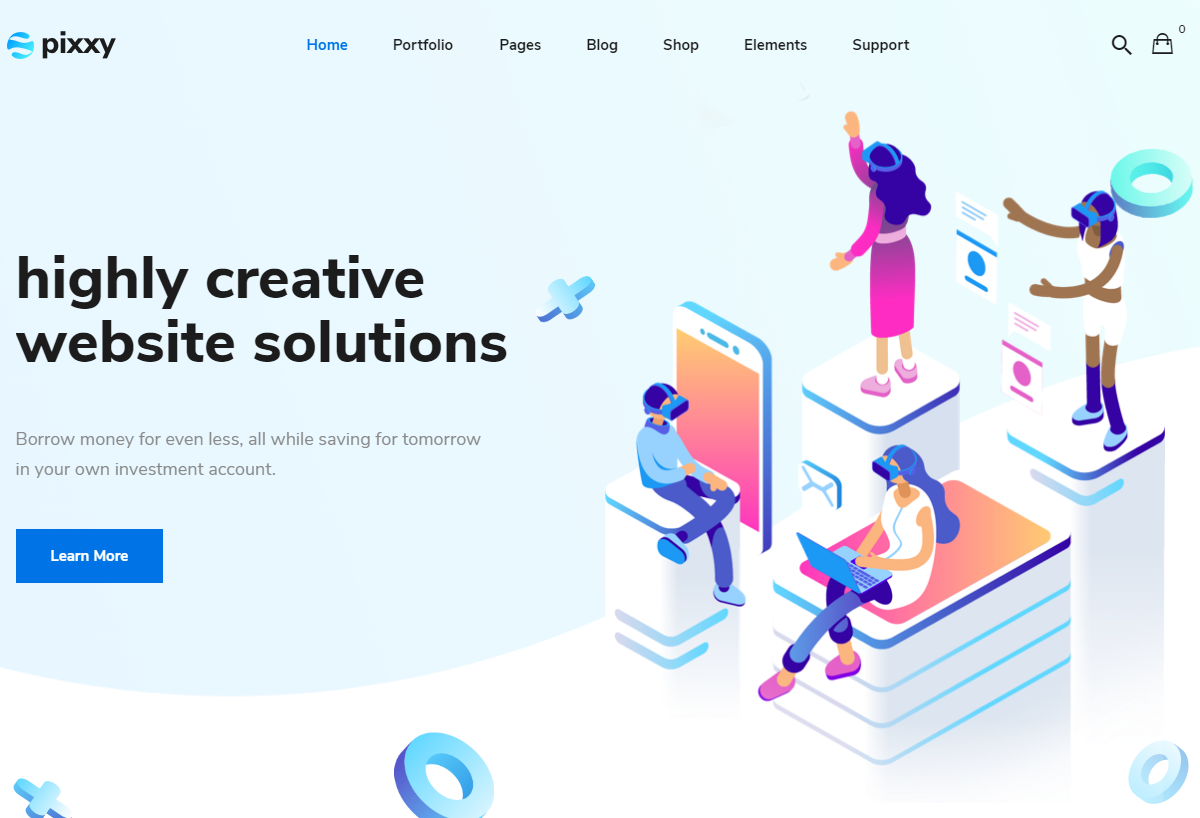 pixxy
Home
Portfolio
Pages
Blog
Shop
Elements
Support
0
highly creative
website solutions
Borrow money for even less, all while saving for tomorrow
in your own investment account.
Learn More